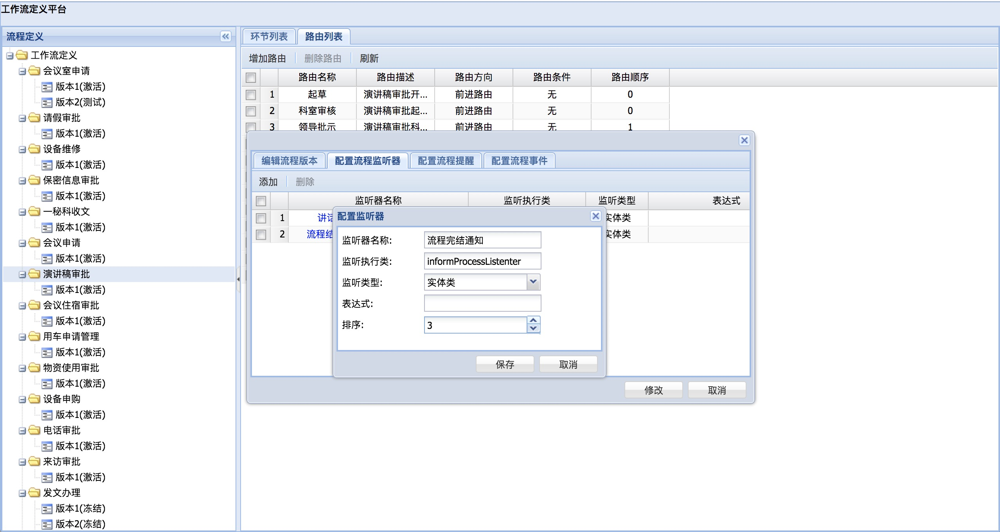 工作流定义平台
流程定义
工作流定义
会议室申请
版本1(激活)
版本2(测试)
请假审批
版本1(激活)
设备维修
版本1(激活)
保密信息审批
版本1(激活)
一秘科收文
版本1(激活)
会议申请
版本1(激活)
演讲稿审批
版本1(激活)
会议住宿审批
版本1(激活)
用车申请管理
版本1(激活)
物资使用审批
版本1(激活)
设备申购
版本1(激活)
电话审批
版本1(激活)
来访审批
版本1(激活)
发文办理
版本1(冻结)
版本2(冻结)
环节列表 路由列表
增加路由 删除路由 刷新
路由名称 路由描述 路由方向 路由条件 路由顺序
1 起草 演讲稿审批开... 前进路由 无 0
2 科室审核 演讲稿审批起... 前进路由 无 0
3 领导批示 演讲稿审批科... 前进路由 无 1
编辑流程版本 配置流程监听器 配置流程提醒 配置流程事件
添加 删除
监听器名称 监听执行类 监听类型 表达式
1 讲话 实体类
2 流程结 实体类
配置监听器
监听器名称: 流程完结通知
监听执行类: informProcessListenter
监听类型: 实体类
表达式:
排序: 3
保存 取消
修改 取消